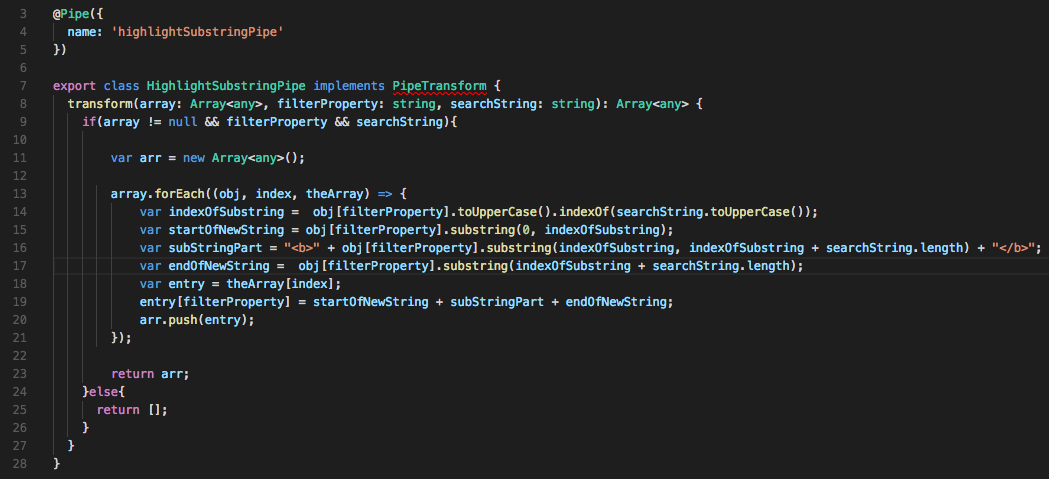 3 @Pipe({
4   name: 'highlightSubstringPipe'
5 })
6
7 export class HighlightSubstringPipe implements PipeTransform {
8   transform(array: Array<any>, filterProperty: string, searchString: string): Array<any> {
9     if(array != null && filterProperty && searchString){
10
11         var arr = new Array<any>();
12
13         array.forEach((obj, index, theArray) => {
14             var indexOfSubstring =  obj[filterProperty].toUpperCase().indexOf(searchString.toUpperCase());
15             var startOfNewString = obj[filterProperty].substring(0, indexOfSubstring);
16             var subStringPart = "<b>" + obj[filterProperty].substring(indexOfSubstring, indexOfSubstring + searchString.length) + "</b>";
17             var endOfNewString =  obj[filterProperty].substring(indexOfSubstring + searchString.length);
18             var entry = theArray[index];
19             entry[filterProperty] = startOfNewString + subStringPart + endOfNewString;
20             arr.push(entry);
21         });
22
23         return arr;
24     }else{
25       return [];
26     }
27   }
28 }